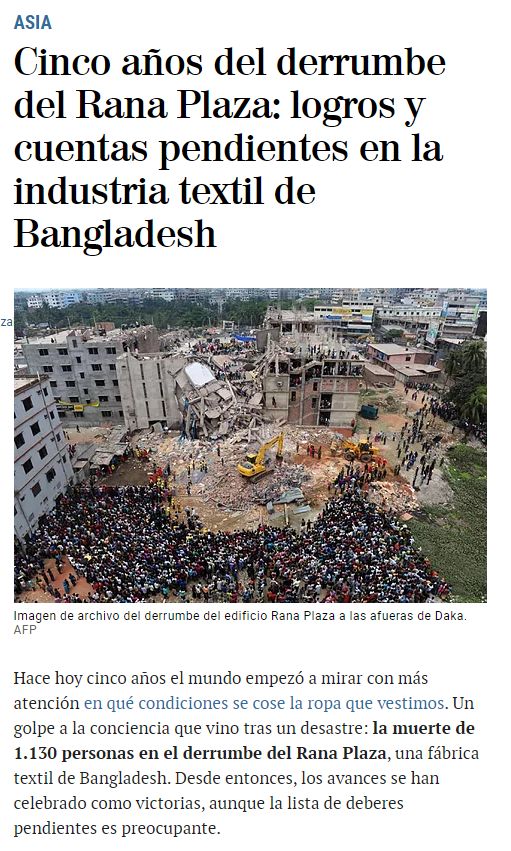 ASIA
Cinco años del derrumbe
del Rana Plaza: logros y
cuentas pendientes en la
industria textil de
Bangladesh
za
Imagen de archivo del derrumbe del edificio Rana Plaza a las afueras de Daka.
AFP
Hace hoy cinco años el mundo empezó a mirar con más
atención en qué condiciones se cose la ropa que vestimos. Un
golpe a la conciencia que vino tras un desastre: la muerte de
1.130 personas en el derrumbe del Rana Plaza, una fábrica
textil de Bangladesh. Desde entonces, los avances se han
celebrado como victorias, aunque la lista de deberes
pendientes es preocupante.